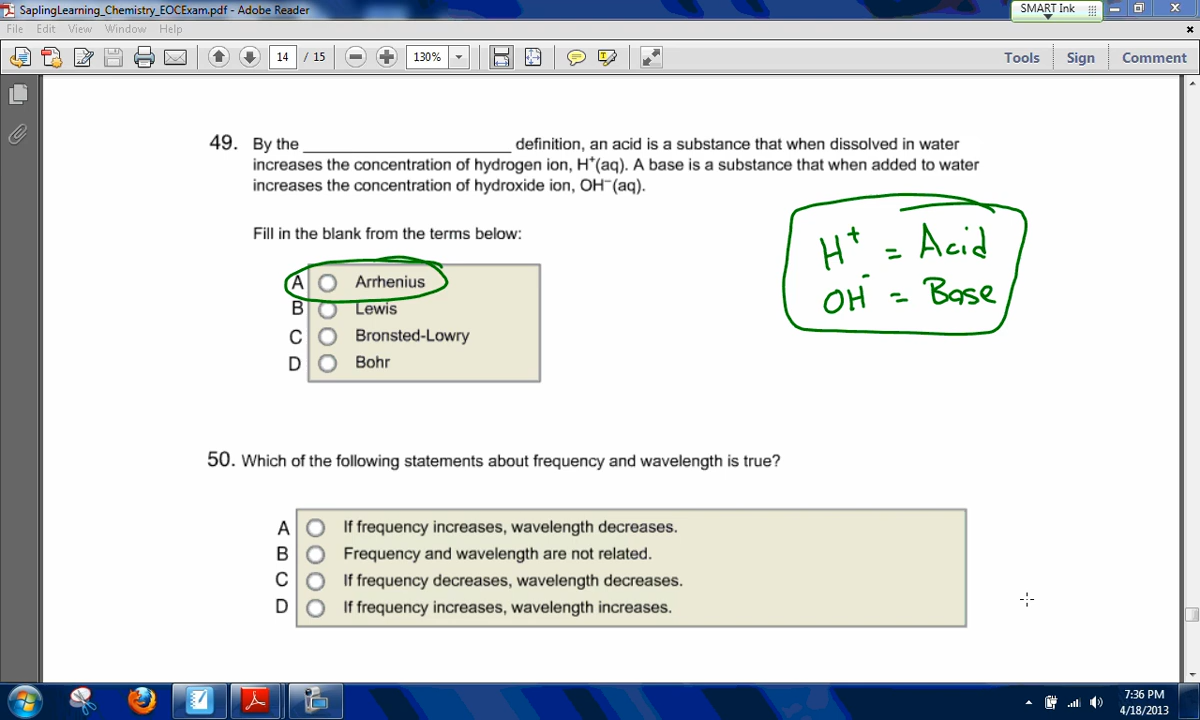 SaplingLearning_Chemistry_EOCExam.pdf - Adobe Reader
SMART Ink
File Edit View Window Help
14 / 15 130% Tools Sign Comment
49. By the ______________________ definition, an acid is a substance that when dissolved in water
increases the concentration of hydrogen ion, H⁺(aq). A base is a substance that when added to water
increases the concentration of hydroxide ion, OH⁻(aq).
Fill in the blank from the terms below:
A Arrhenius
B Lewis
C Bronsted-Lowry
D Bohr
H⁺ = Acid
OH⁻ = Base
50. Which of the following statements about frequency and wavelength is true?
A If frequency increases, wavelength decreases.
B Frequency and wavelength are not related.
C If frequency decreases, wavelength decreases.
D If frequency increases, wavelength increases.
7:36 PM
4/18/2013